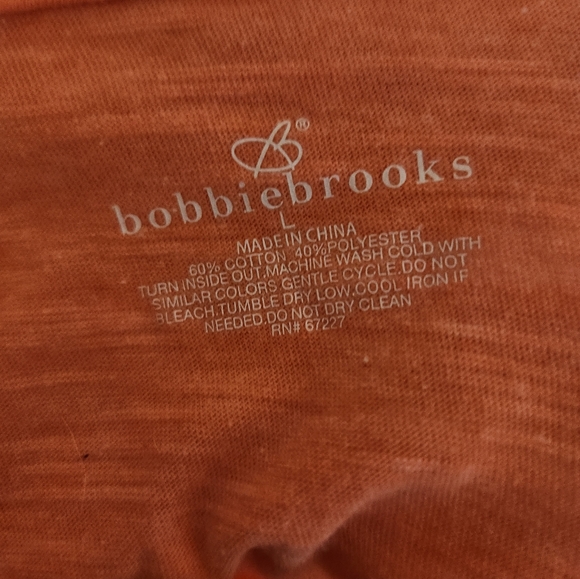 B®
bobbiebrooks
L
MADE IN CHINA
60% COTTON 40%POLYESTER
TURN INSIDE OUT.MACHINE WASH COLD WITH
SIMILAR COLORS GENTLE CYCLE.DO NOT
BLEACH.TUMBLE DRY LOW.COOL IRON IF
NEEDED.DO NOT DRY CLEAN
RN# 67227